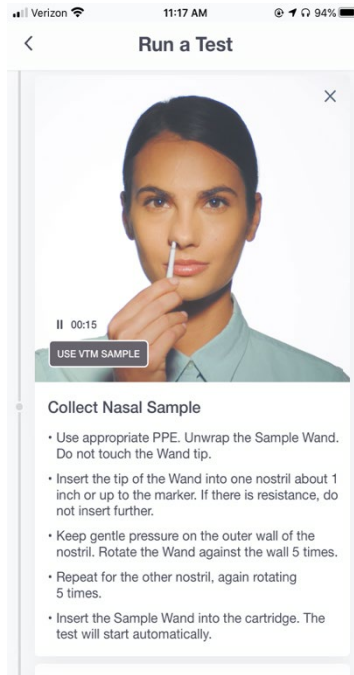 Verizon 11:17 AM 94%
Run a Test
00:15
USE VTM SAMPLE
Collect Nasal Sample
• Use appropriate PPE. Unwrap the Sample Wand.
Do not touch the Wand tip.
• Insert the tip of the Wand into one nostril about 1
inch or up to the marker. If there is resistance, do
not insert further.
• Keep gentle pressure on the outer wall of the
nostril. Rotate the Wand against the wall 5 times.
• Repeat for the other nostril, again rotating
5 times.
• Insert the Sample Wand into the cartridge. The
test will start automatically.